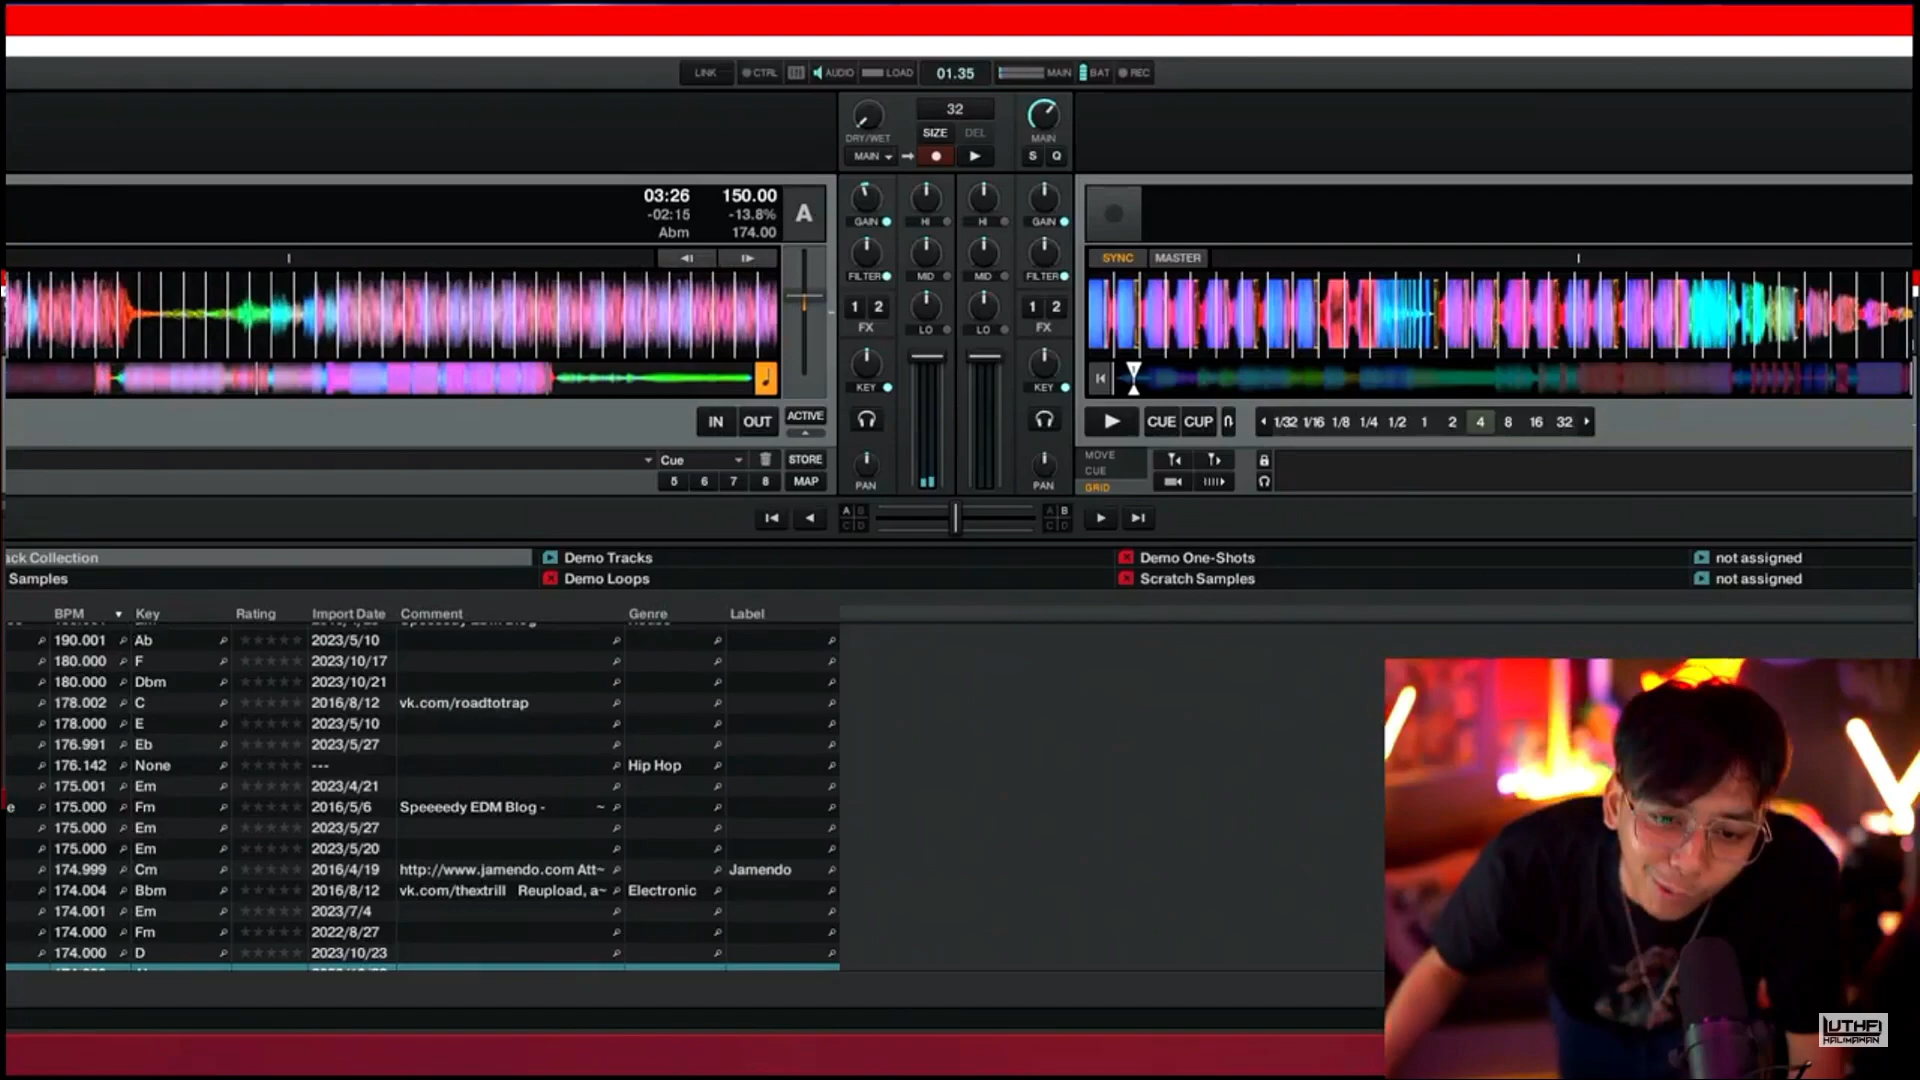 LINK CTRL AUDIO LOAD 01.35 MAIN BAT REC
DRY/WET 32 MAIN
SIZE DEL
MAIN S Q
03:26 150.00 A
-02:15 -13.8%
Abm 174.00
GAIN HI HI GAIN
FILTER MID MID FILTER
1 2 LO LO 1 2
FX FX
KEY KEY
PAN PAN
SYNC MASTER
IN OUT ACTIVE
CUE CUP 1/32 1/16 1/8 1/4 1/2 1 2 4 8 16 32
Cue STORE
5 6 7 8 MAP
MOVE
CUE
GRID
A B C D
A B C D
ack Collection Demo Tracks Demo One-Shots not assigned
Samples Demo Loops Scratch Samples not assigned
BPM Key Rating Import Date Comment Genre Label
190.001 Ab 2023/5/10
180.000 F 2023/10/17
180.000 Dbm 2023/10/21
178.002 C 2016/8/12 vk.com/roadtotrap
178.000 E 2023/5/10
176.991 Eb 2023/5/27
176.142 None --- Hip Hop
175.001 Em 2023/4/21
e 175.000 Fm 2016/5/6 Speeeedy EDM Blog - ~
175.000 Em 2023/5/27
175.000 Em 2023/5/20
174.999 Cm 2016/4/19 http://www.jamendo.com Att~ Jamendo
174.004 Bbm 2016/8/12 vk.com/thextrill Reupload, a~ Electronic
174.001 Em 2023/7/4
174.000 Fm 2022/8/27
174.000 D 2023/10/23
LUTHFI
HALIMAWAN